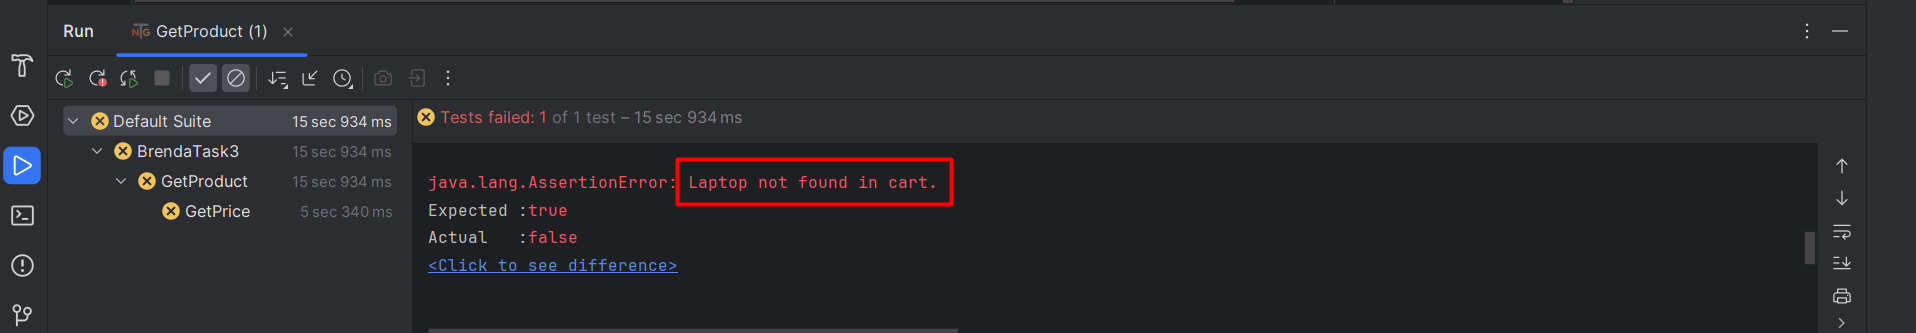 Run GetProduct (1)
Default Suite 15 sec 934 ms
BrendaTask3 15 sec 934 ms
GetProduct 15 sec 934 ms
GetPrice 5 sec 340 ms
Tests failed: 1 of 1 test – 15 sec 934 ms
java.lang.AssertionError: Laptop not found in cart.
Expected :true
Actual :false
<Click to see difference>